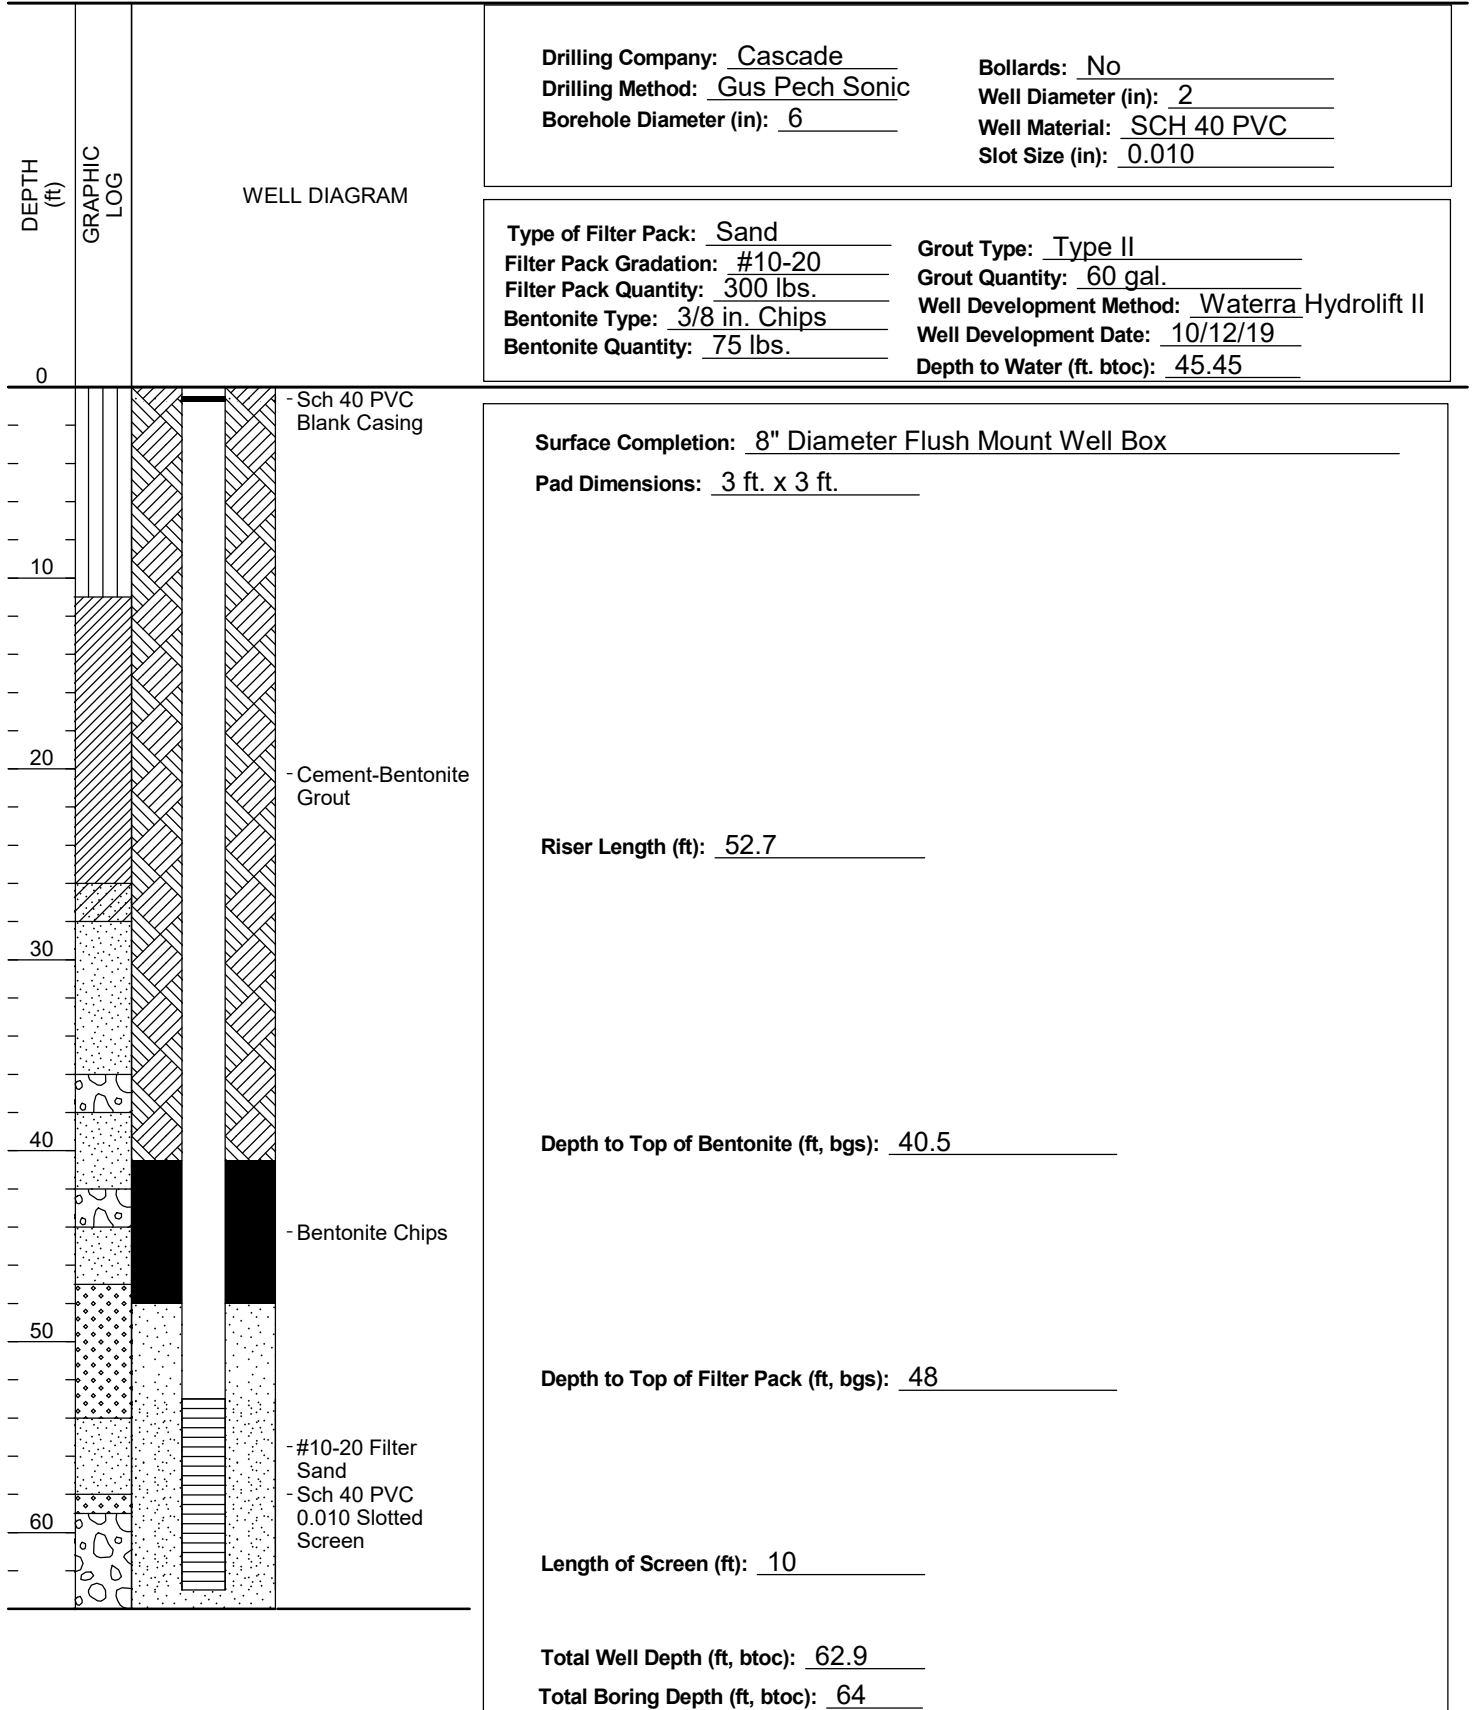 Drilling Company: Cascade
Drilling Method: Gus Pech Sonic
Borehole Diameter (in): 6
Bollards: No
Well Diameter (in): 2
Well Material: SCH 40 PVC
Slot Size (in): 0.010
DEPTH
(ft)
GRAPHIC
LOG
WELL DIAGRAM
Type of Filter Pack: Sand
Filter Pack Gradation: #10-20
Filter Pack Quantity: 300 lbs.
Bentonite Type: 3/8 in. Chips
Bentonite Quantity: 75 lbs.
Grout Type: Type II
Grout Quantity: 60 gal.
Well Development Method: Waterra Hydrolift II
Well Development Date: 10/12/19
Depth to Water (ft. btoc): 45.45
0
10
20
30
40
50
60
Sch 40 PVC
Blank Casing
Cement-Bentonite
Grout
Bentonite Chips
#10-20 Filter
Sand
Sch 40 PVC
0.010 Slotted
Screen
Surface Completion: 8" Diameter Flush Mount Well Box
Pad Dimensions: 3 ft. x 3 ft.
Riser Length (ft): 52.7
Depth to Top of Bentonite (ft, bgs): 40.5
Depth to Top of Filter Pack (ft, bgs): 48
Length of Screen (ft): 10
Total Well Depth (ft, btoc): 62.9
Total Boring Depth (ft, btoc): 64